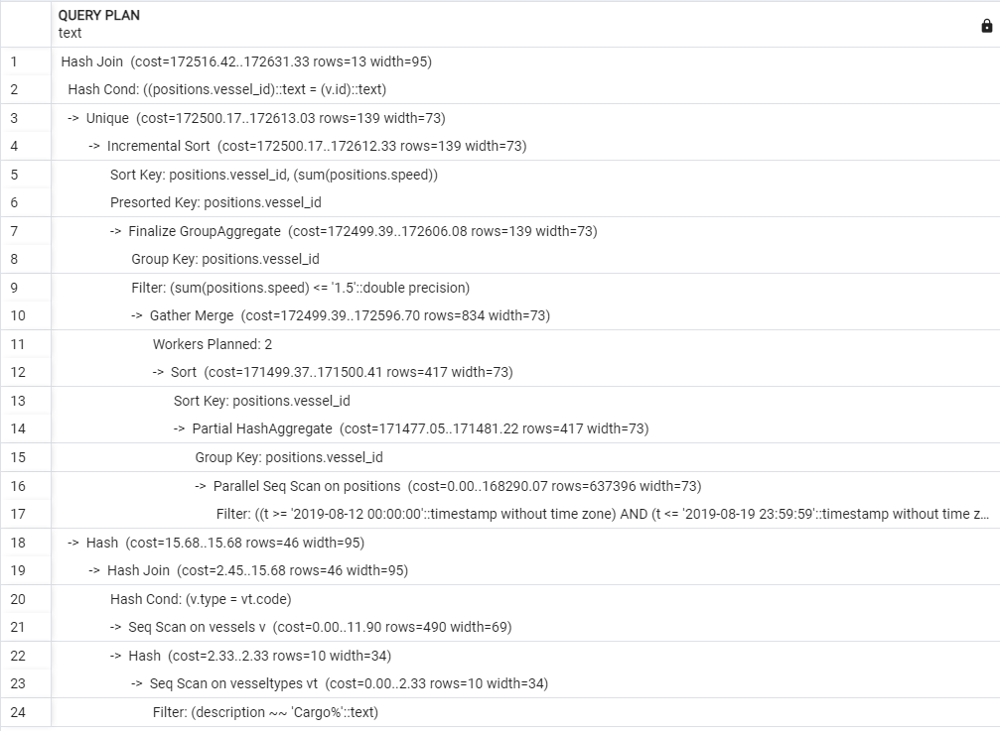 QUERY PLAN
text
1 Hash Join (cost=172516.42..172631.33 rows=13 width=95)
2 Hash Cond: ((positions.vessel_id)::text = (v.id)::text)
3 -> Unique (cost=172500.17..172613.03 rows=139 width=73)
4 -> Incremental Sort (cost=172500.17..172612.33 rows=139 width=73)
5 Sort Key: positions.vessel_id, (sum(positions.speed))
6 Presorted Key: positions.vessel_id
7 -> Finalize GroupAggregate (cost=172499.39..172606.08 rows=139 width=73)
8 Group Key: positions.vessel_id
9 Filter: (sum(positions.speed) <= '1.5'::double precision)
10 -> Gather Merge (cost=172499.39..172596.70 rows=834 width=73)
11 Workers Planned: 2
12 -> Sort (cost=171499.37..171500.41 rows=417 width=73)
13 Sort Key: positions.vessel_id
14 -> Partial HashAggregate (cost=171477.05..171481.22 rows=417 width=73)
15 Group Key: positions.vessel_id
16 -> Parallel Seq Scan on positions (cost=0.00..168290.07 rows=637396 width=73)
17 Filter: ((t >= '2019-08-12 00:00:00'::timestamp without time zone) AND (t <= '2019-08-19 23:59:59'::timestamp without time z...
18 -> Hash (cost=15.68..15.68 rows=46 width=95)
19 -> Hash Join (cost=2.45..15.68 rows=46 width=95)
20 Hash Cond: (v.type = vt.code)
21 -> Seq Scan on vessels v (cost=0.00..11.90 rows=490 width=69)
22 -> Hash (cost=2.33..2.33 rows=10 width=34)
23 -> Seq Scan on vesseltypes vt (cost=0.00..2.33 rows=10 width=34)
24 Filter: (description ~~ 'Cargo%'::text)